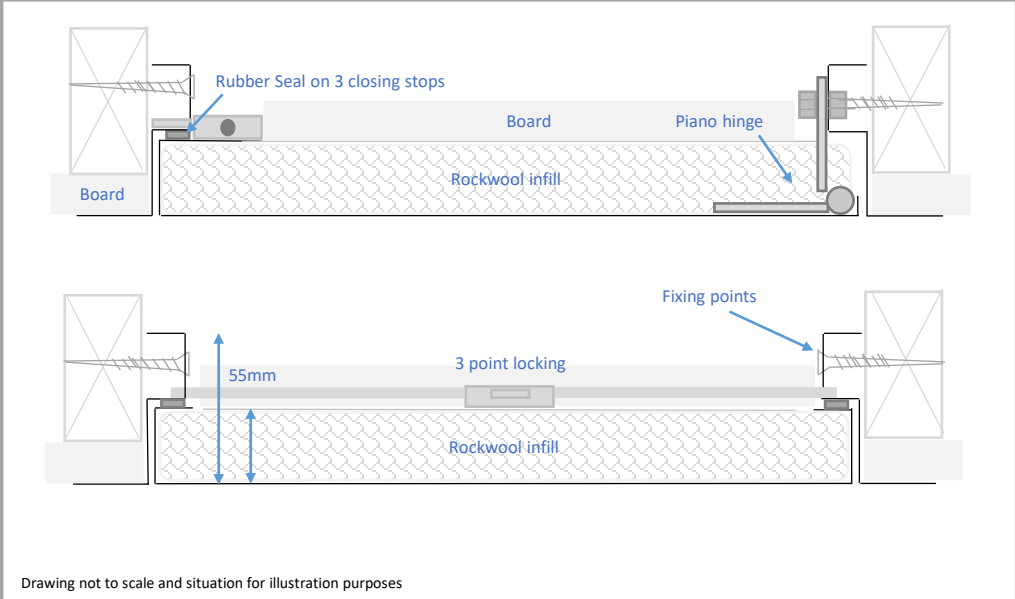 Rubber Seal on 3 closing stops
Board
Piano hinge
Rockwool infill
Board
Fixing points
3 point locking
55mm
Rockwool infill
Drawing not to scale and situation for illustration purposes